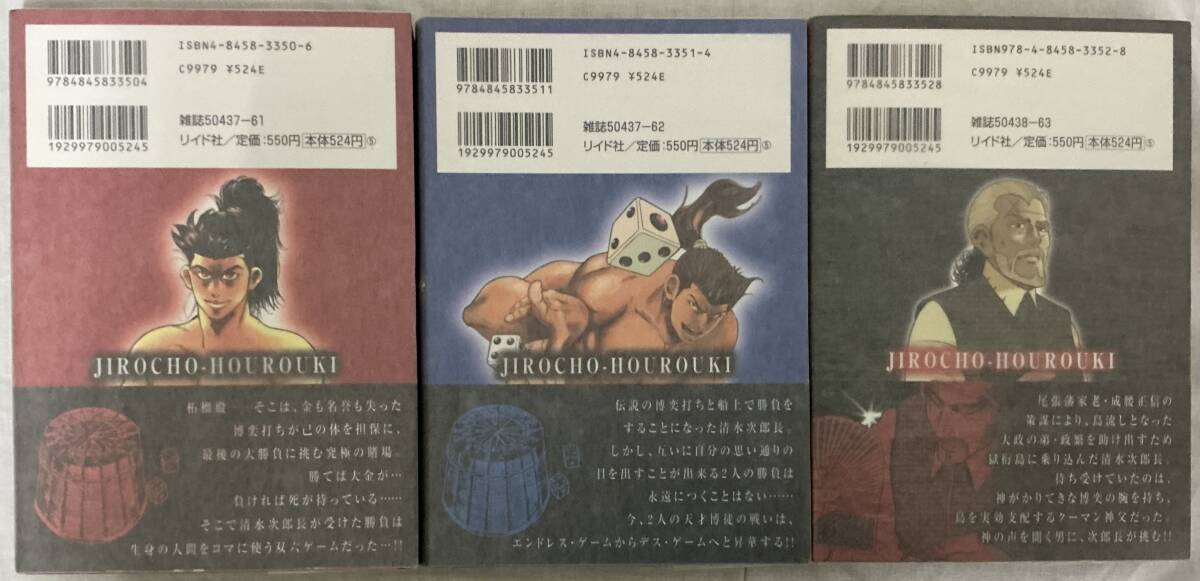 ISBN4-8458-3350-6
C9979 ¥524E
9784845833504
雑誌50437-61
リイド社/定価:550円 本体524円 ⑤
1929979005245
JIROCHO-HOUROUKI
そこは、金も名誉も失った
博奕打ちが己の体を担保に、
最後の大勝負に挑む究極の賭場。
勝てば大金が…
負ければ死が待っている……
そこで清水次郎長が受けた勝負は
生身の人間をコマに使う双六ゲームだった…!!
ISBN4-8458-3351-4
C9979 ¥524E
9784845833511
雑誌50437-62
リイド社/定価:550円 本体524円 ⑤
1929979005245
JIROCHO-HOUROUKI
伝説の博奕打ちと船上で勝負を
することになった清水次郎長。
しかし、互いに自分の思い通りの
目を出すことが出来る2人の勝負は
永遠につくことはない……
今、2人の天才博徒の戦いは、
エンドレス・ゲームからデス・ゲームへと昇華する!!
ISBN978-4-8458-3352-8
C9979 ¥524E
9784845833528
雑誌50438-63
リイド社/定価:550円 本体524円 ⑤
1929979005245
JIROCHO-HOUROUKI
尾張藩家老・成瀬正信の
策謀により、島流しとなった
大政の弟・政繁を助け出すため
獄衍島に乗り込んだ清水次郎長。
待ち受けていたのは、
神がかりてきな博奕の腕を持ち、
島を実効支配するクーマン神父だった。
神の声を聞く男に、次郎長が挑む!!